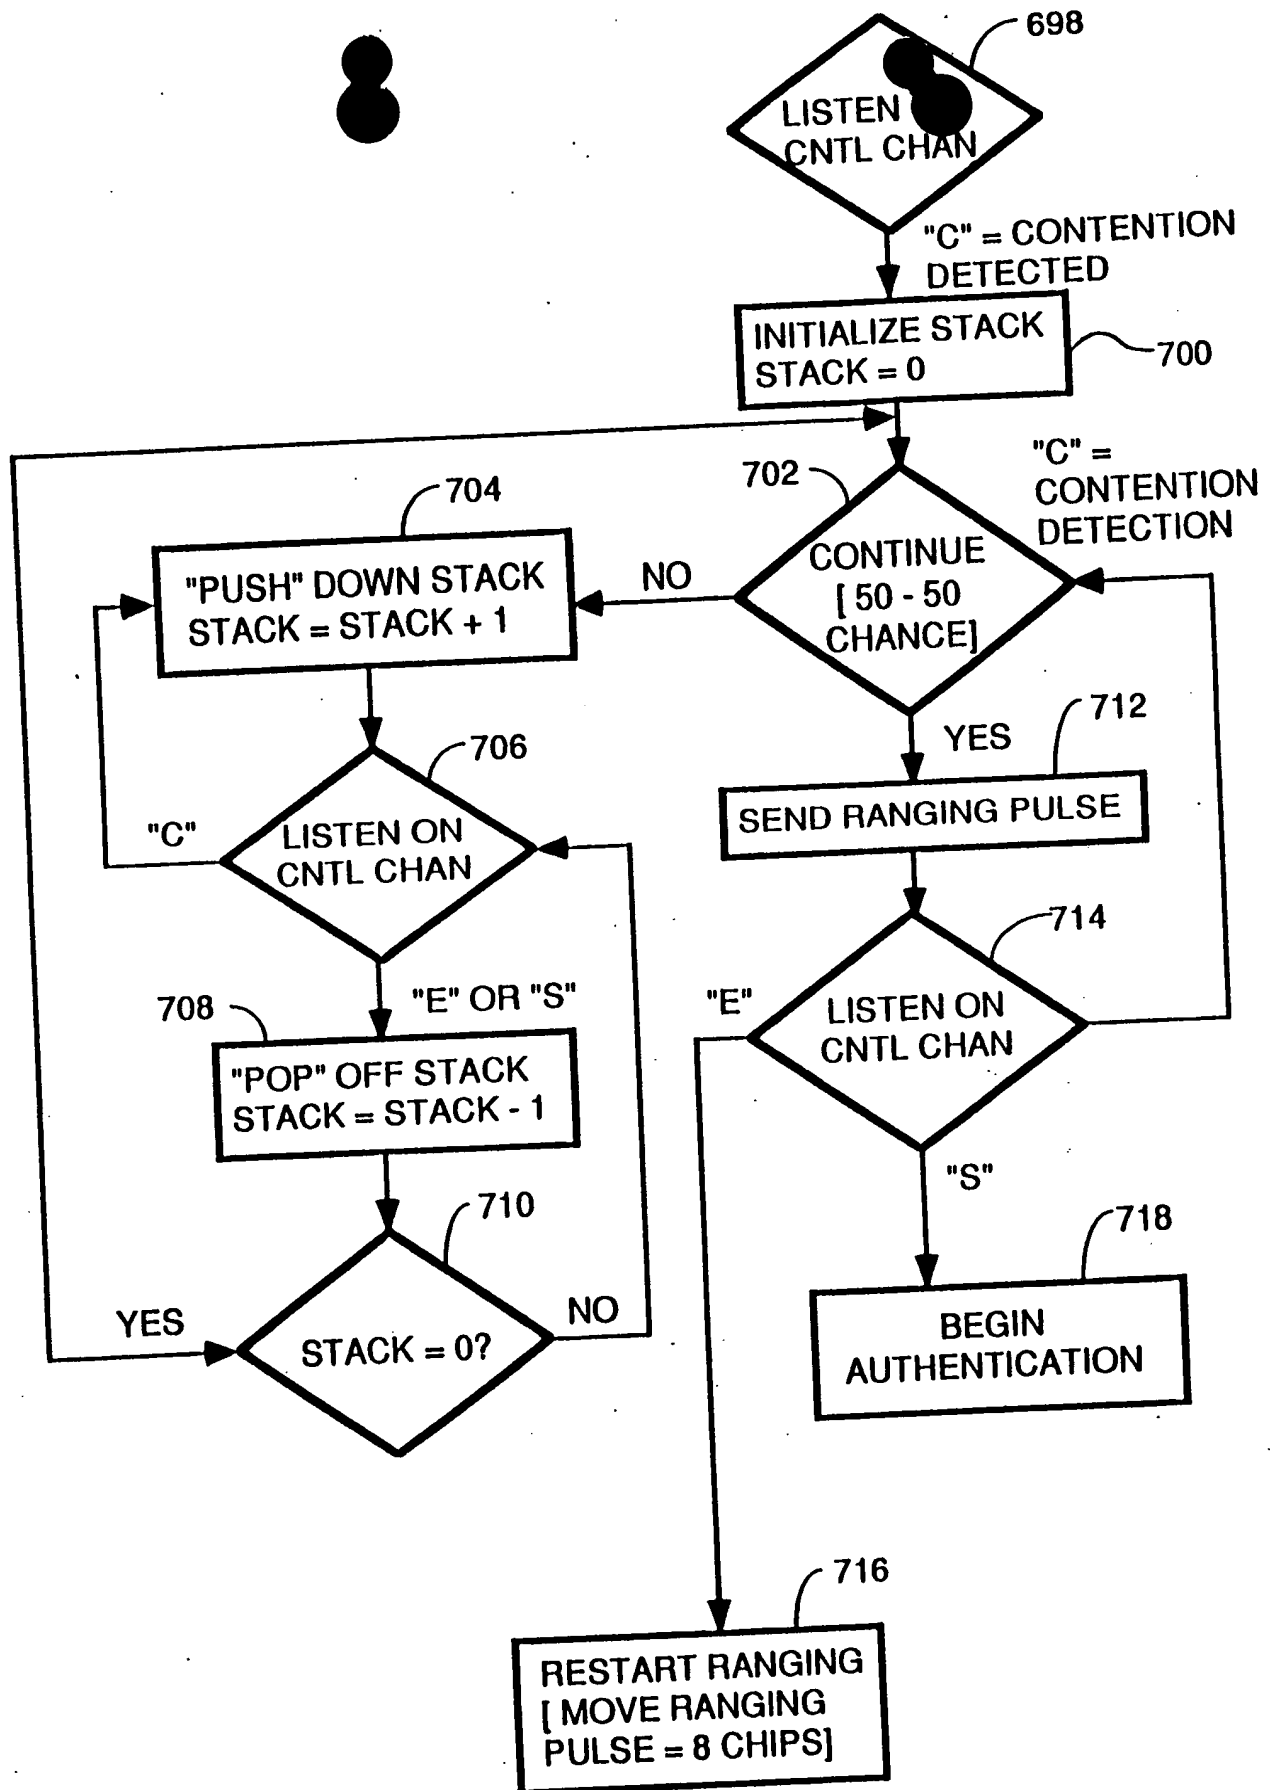 698
LISTEN
CNTL CHAN
"C" = CONTENTION
DETECTED
INITIALIZE STACK
STACK = 0
700
"C" =
CONTENTION
DETECTION
702
CONTINUE
[ 50 - 50
CHANCE]
NO
704
"PUSH" DOWN STACK
STACK = STACK + 1
YES
712
SEND RANGING PULSE
706
"C"
LISTEN ON
CNTL CHAN
714
"E"
LISTEN ON
CNTL CHAN
"E" OR "S"
708
"POP" OFF STACK
STACK = STACK - 1
"S"
710
YES
STACK = 0?
NO
718
BEGIN
AUTHENTICATION
716
RESTART RANGING
[ MOVE RANGING
PULSE = 8 CHIPS]